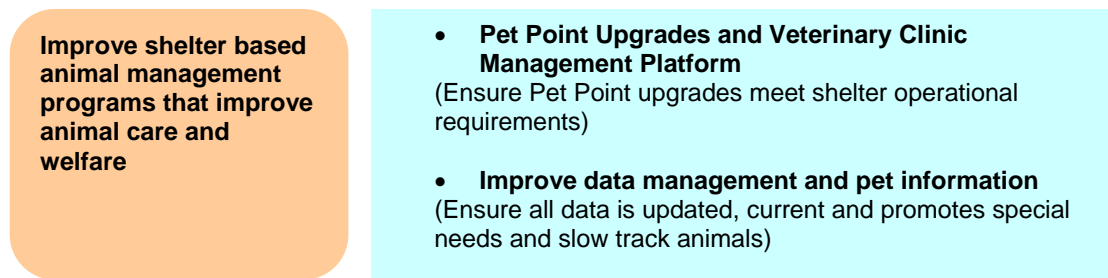 Improve shelter based
animal management
programs that improve
animal care and
welfare
• Pet Point Upgrades and Veterinary Clinic
Management Platform
(Ensure Pet Point upgrades meet shelter operational
requirements)
• Improve data management and pet information
(Ensure all data is updated, current and promotes special
needs and slow track animals)